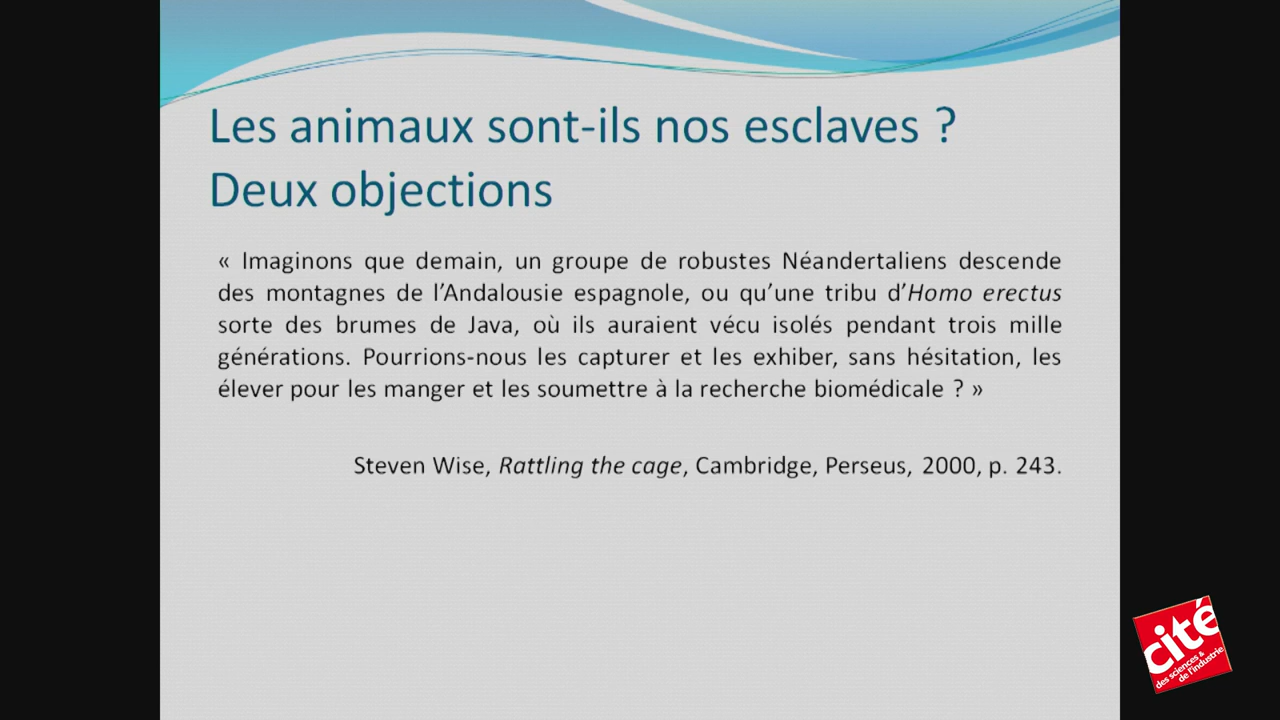 Les animaux sont-ils nos esclaves ?
Deux objections
« Imaginons que demain, un groupe de robustes Néandertaliens descende
des montagnes de l'Andalousie espagnole, ou qu'une tribu d'Homo erectus
sorte des brumes de Java, où ils auraient vécu isolés pendant trois mille
générations. Pourrions-nous les capturer et les exhiber, sans hésitation, les
élever pour les manger et les soumettre à la recherche biomédicale ? »
Steven Wise, Rattling the cage, Cambridge, Perseus, 2000, p. 243.
cité
des sciences &
de l'industrie